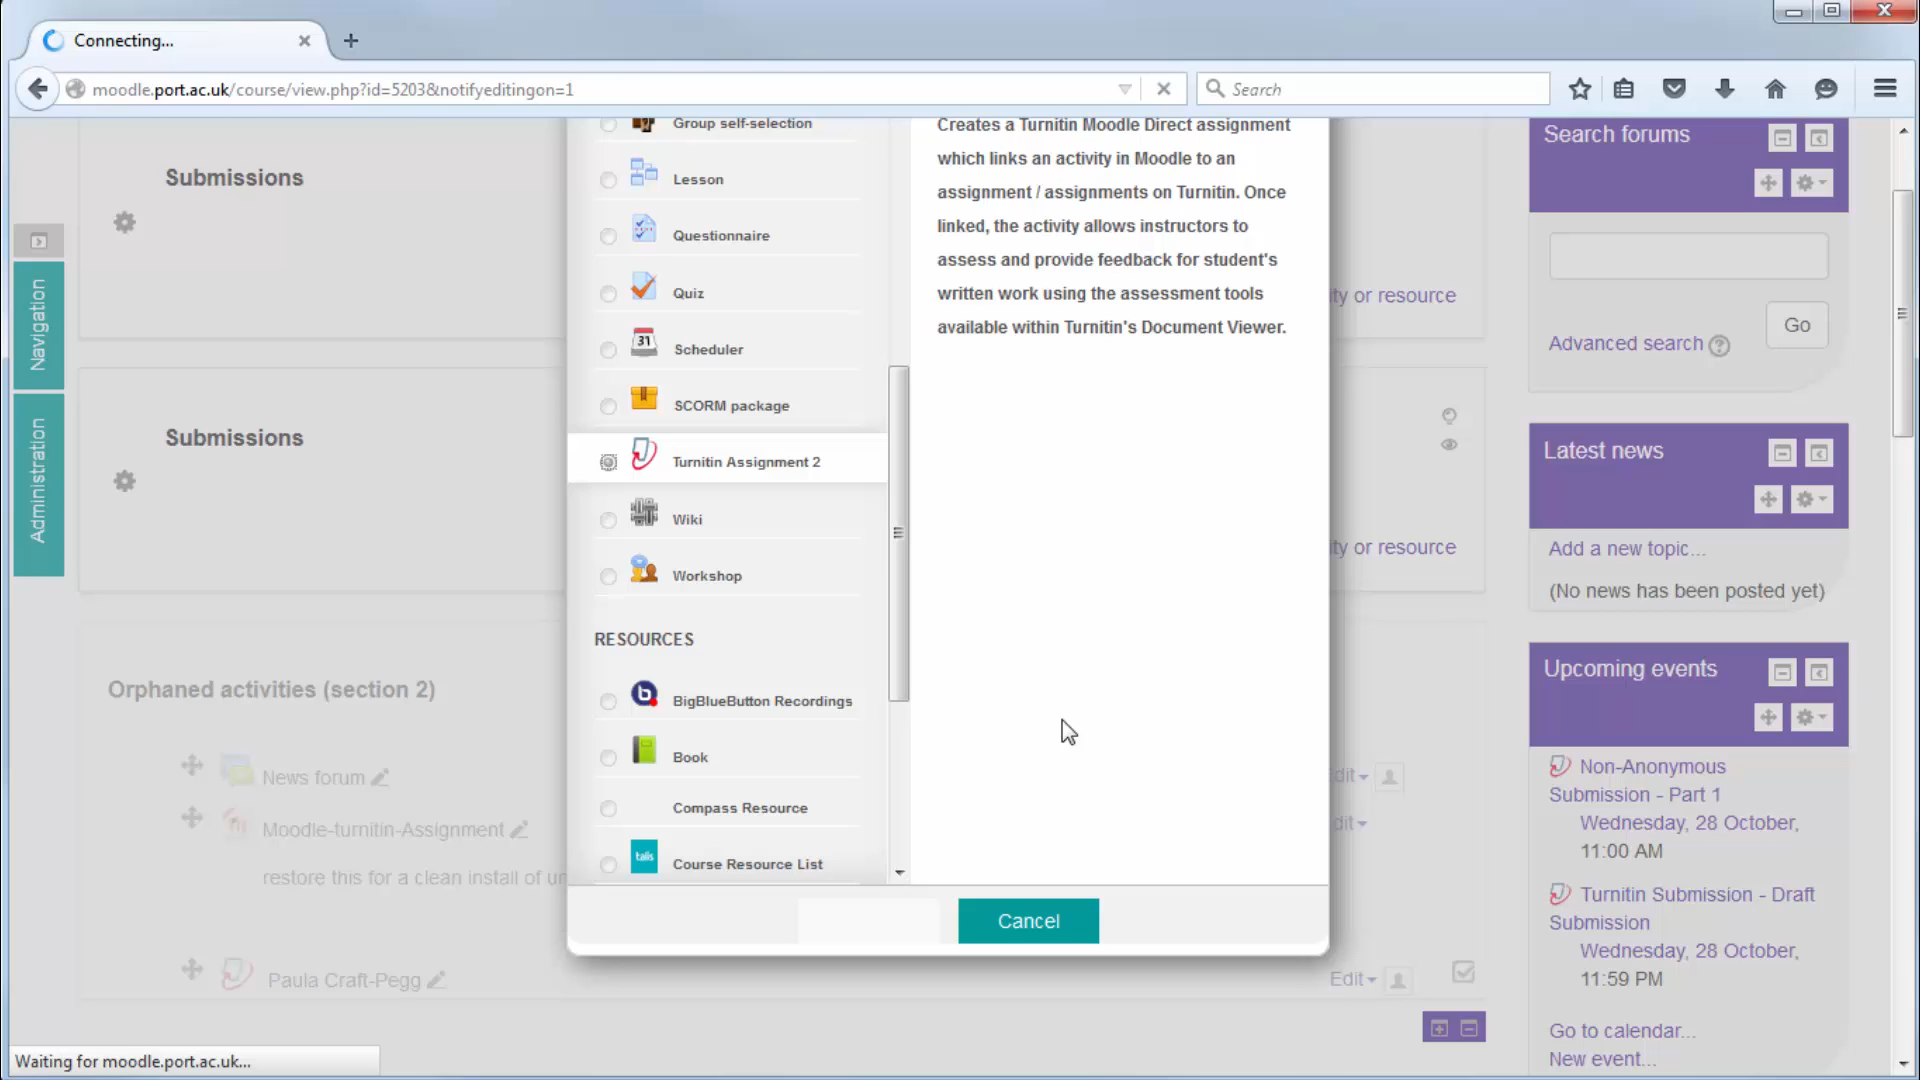 Connecting...
moodle.port.ac.uk/course/view.php?id=5203&notifyeditingon=1
Search
Navigation
Administration
Submissions
Submissions
Orphaned activities (section 2)
News forum
Moodle-turnitin-Assignment
restore this for a clean install of
Paula Craft-Pegg
Group self-selection
Lesson
Questionnaire
Quiz
31
Scheduler
SCORM package
Turnitin Assignment 2
Wiki
Workshop
RESOURCES
b
BigBlueButton Recordings
Book
Compass Resource
talis
Course Resource List
Creates a Turnitin Moodle Direct assignment
which links an activity in Moodle to an
assignment / assignments on Turnitin. Once
linked, the activity allows instructors to
assess and provide feedback for student's
written work using the assessment tools
available within Turnitin's Document Viewer.
Cancel
or resource
or resource
Edit
Search forums
Advanced search
?
Go
Latest news
Add a new topic...
(No news has been posted yet)
Upcoming events
Non-Anonymous
Submission - Part 1
Wednesday, 28 October,
11:00 AM
Turnitin Submission - Draft
Submission
Wednesday, 28 October,
11:59 PM
Go to calendar...
New event...
Waiting for moodle.port.ac.uk...